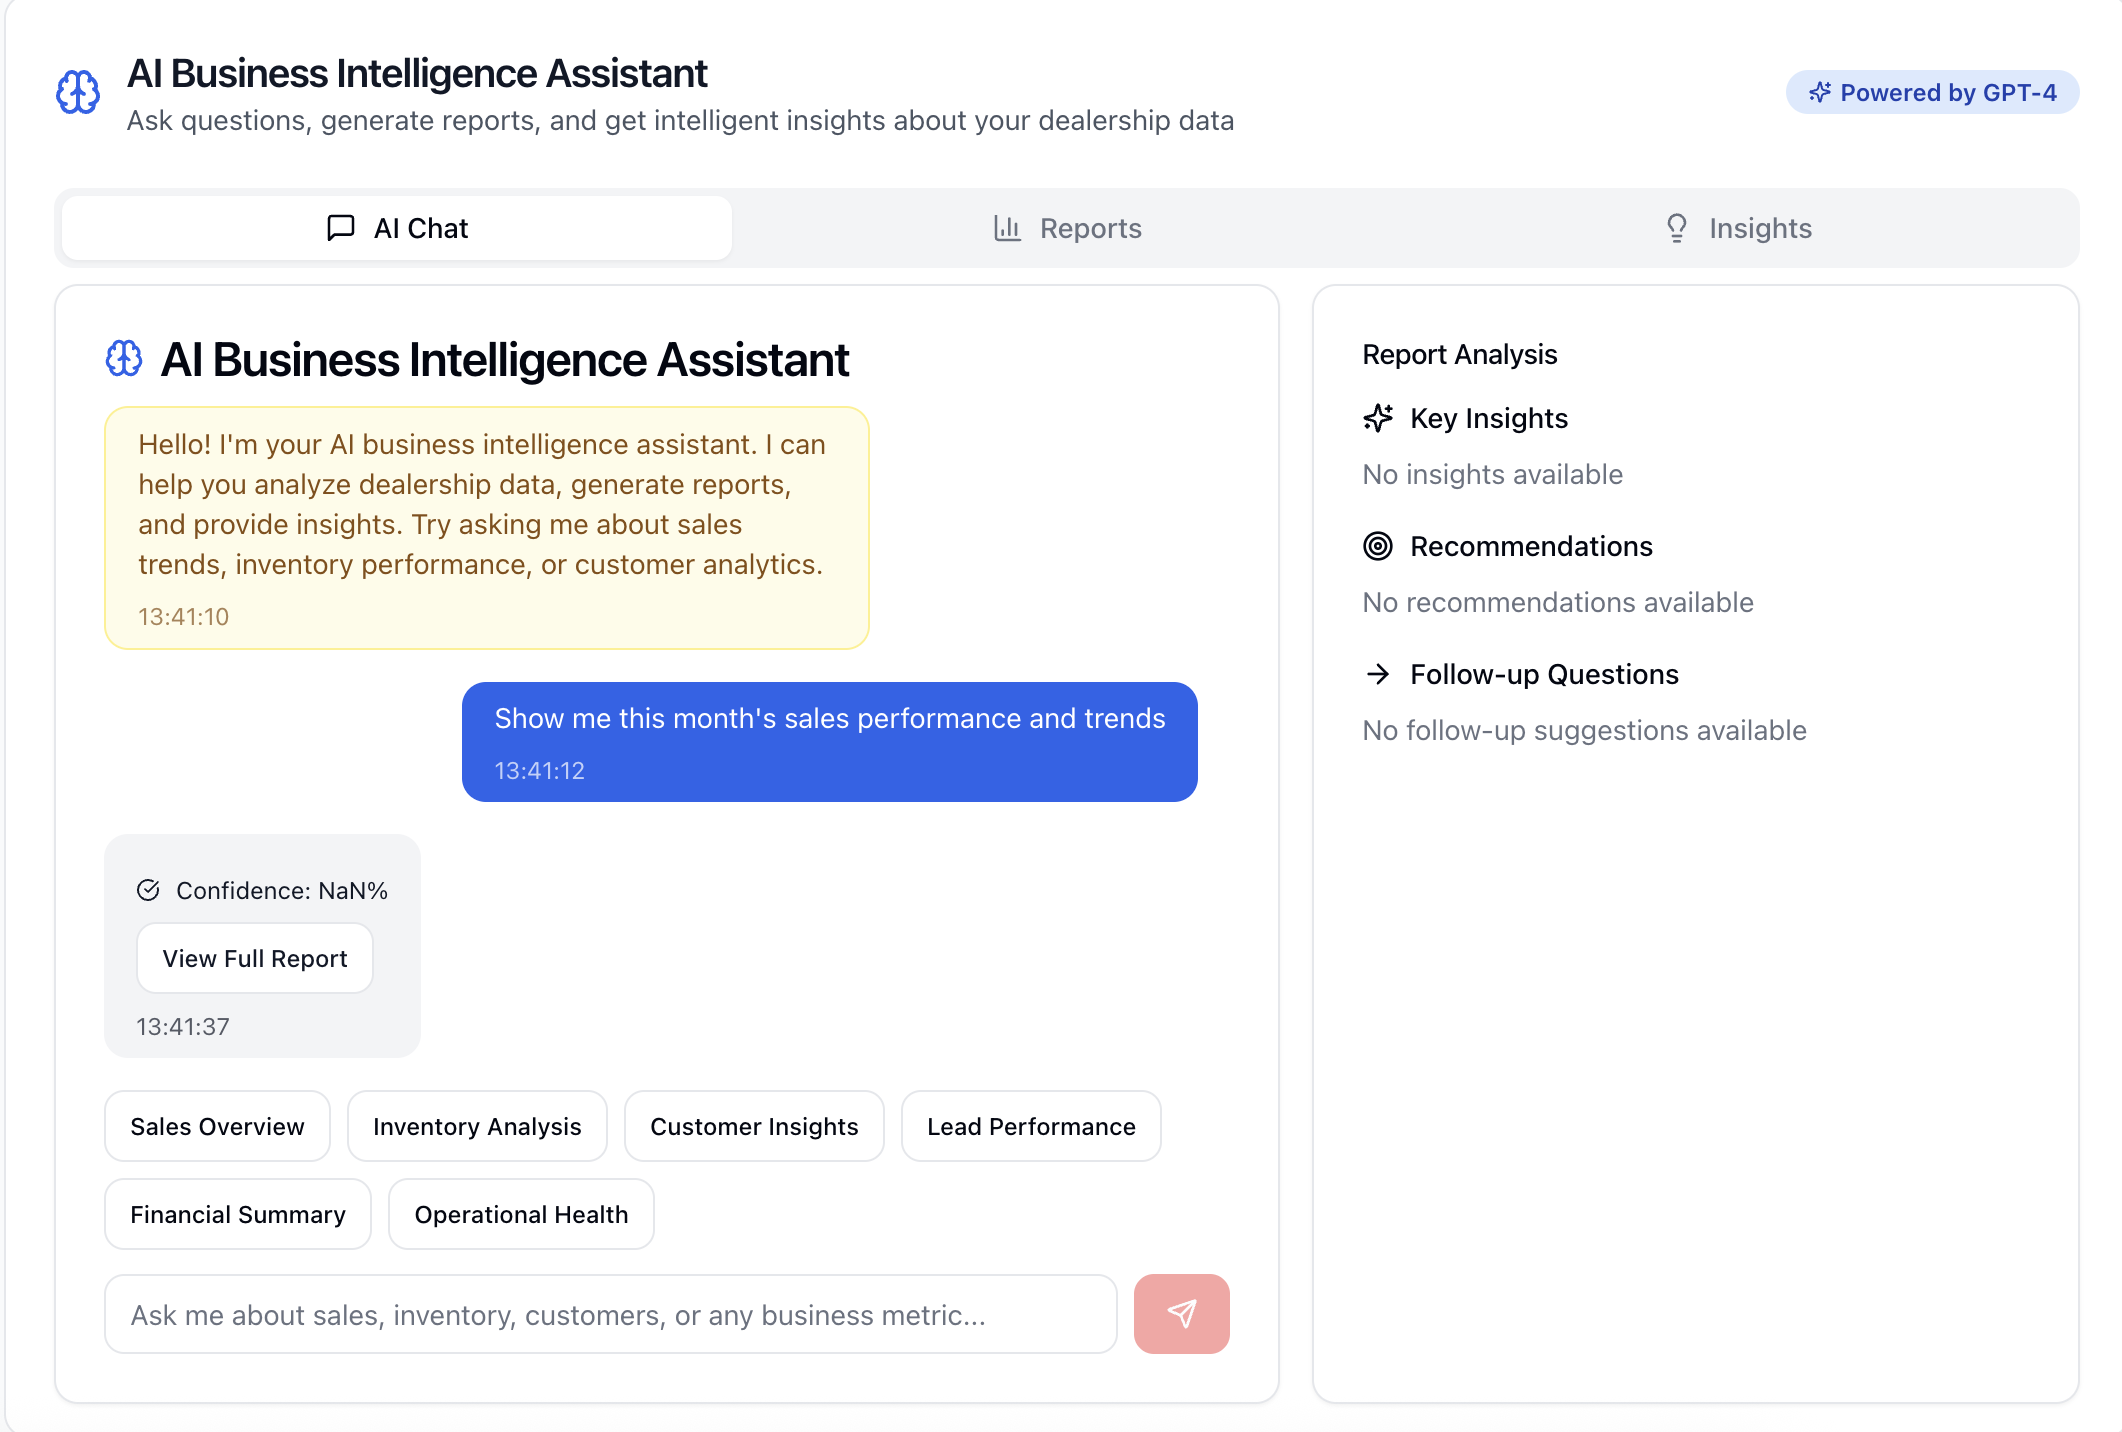 AI Business Intelligence Assistant
Ask questions, generate reports, and get intelligent insights about your dealership data
Powered by GPT-4
AI Chat
Reports
Insights
AI Business Intelligence Assistant
Hello! I'm your AI business intelligence assistant. I can
help you analyze dealership data, generate reports,
and provide insights. Try asking me about sales
trends, inventory performance, or customer analytics.
13:41:10
Show me this month's sales performance and trends
13:41:12
Confidence: NaN%
View Full Report
13:41:37
Sales Overview
Inventory Analysis
Customer Insights
Lead Performance
Financial Summary
Operational Health
Ask me about sales, inventory, customers, or any business metric...
Report Analysis
Key Insights
No insights available
Recommendations
No recommendations available
Follow-up Questions
No follow-up suggestions available